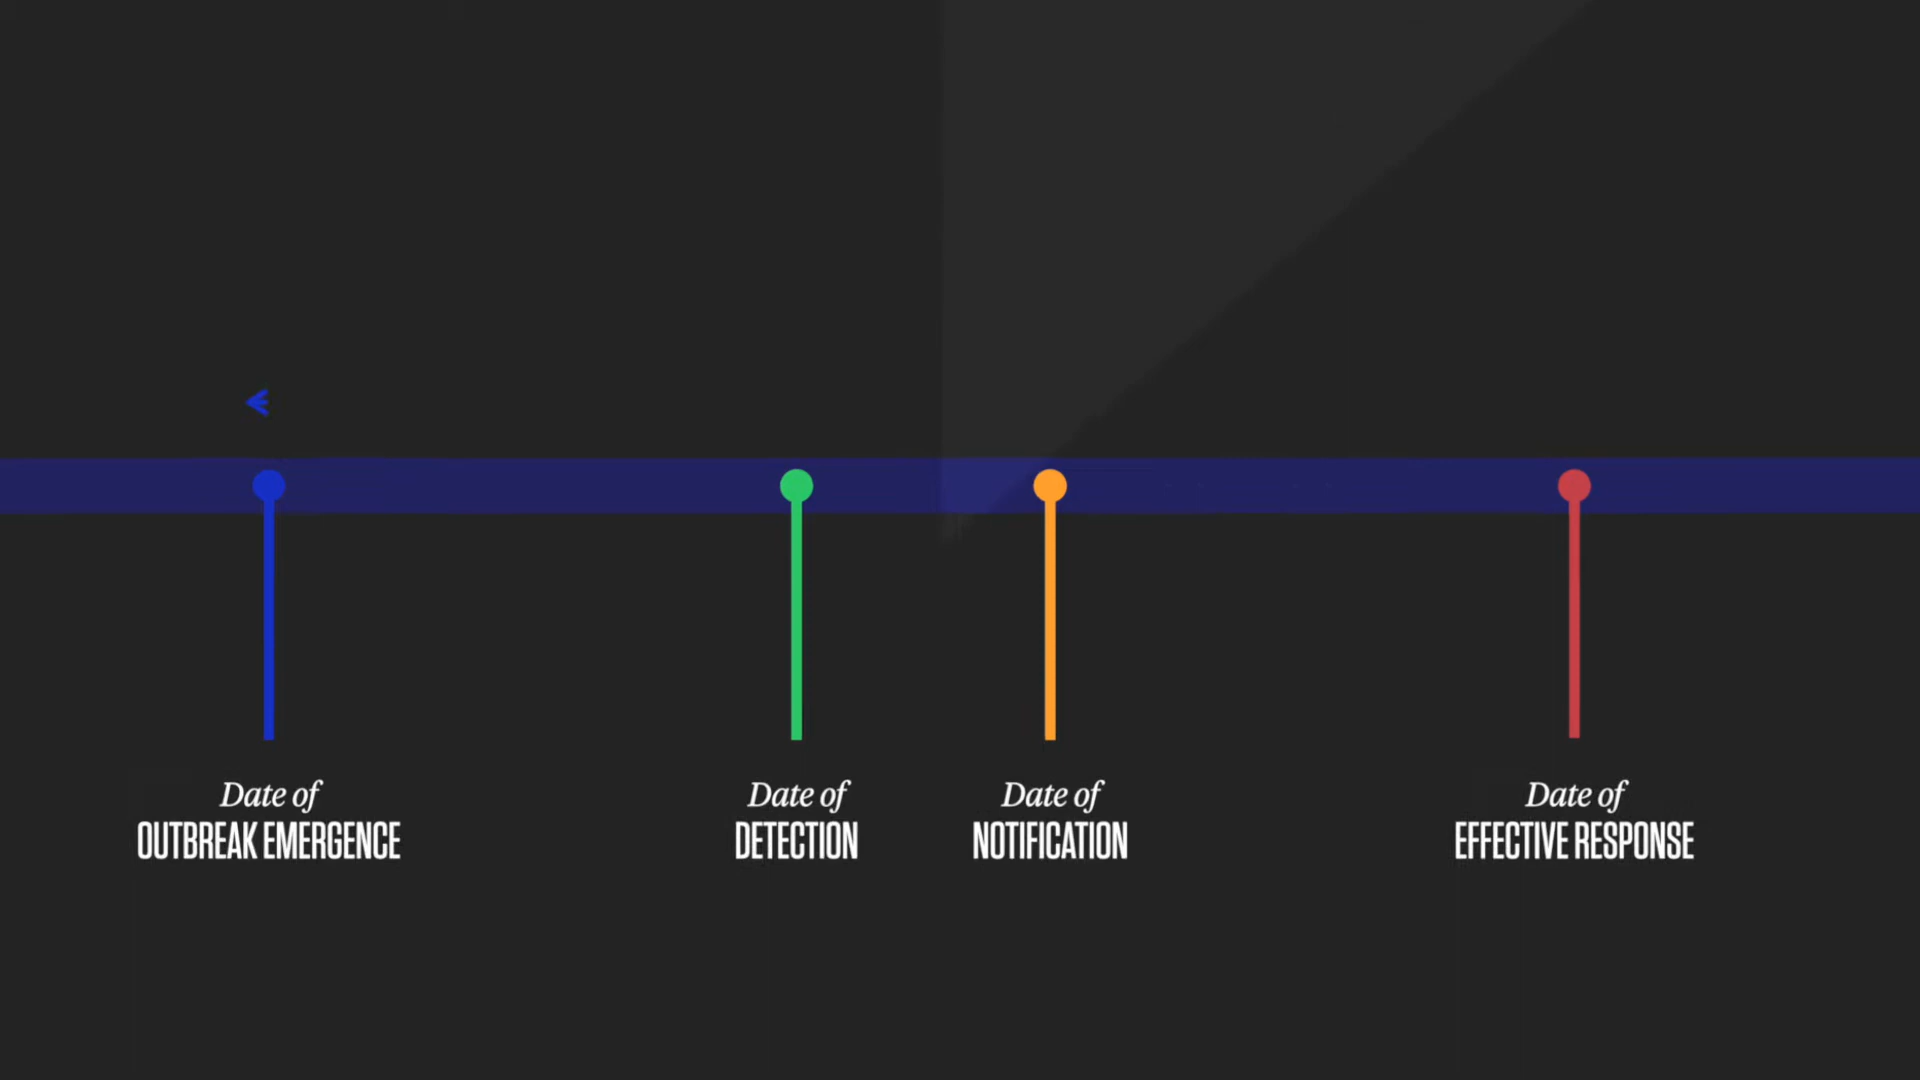 Date of
OUTBREAK EMERGENCE
Date of
DETECTION
Date of
NOTIFICATION
Date of
EFFECTIVE RESPONSE